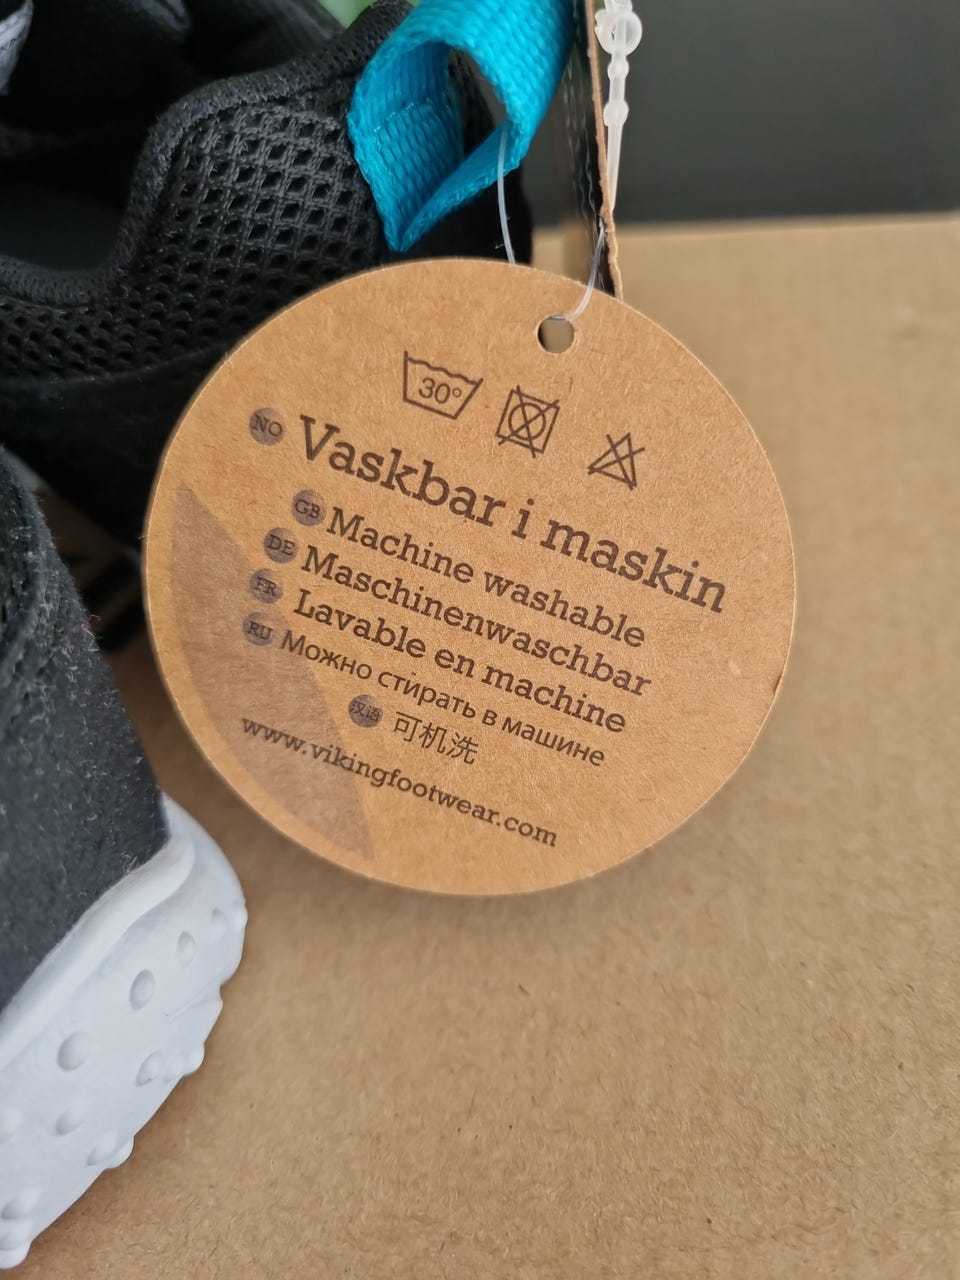 30°
NO Vaskbar i maskin
GB Machine washable
DE Maschinenwaschbar
FR Lavable en machine
RU Можно стирать в машине
汉语 可机洗
www.vikingfootwear.com